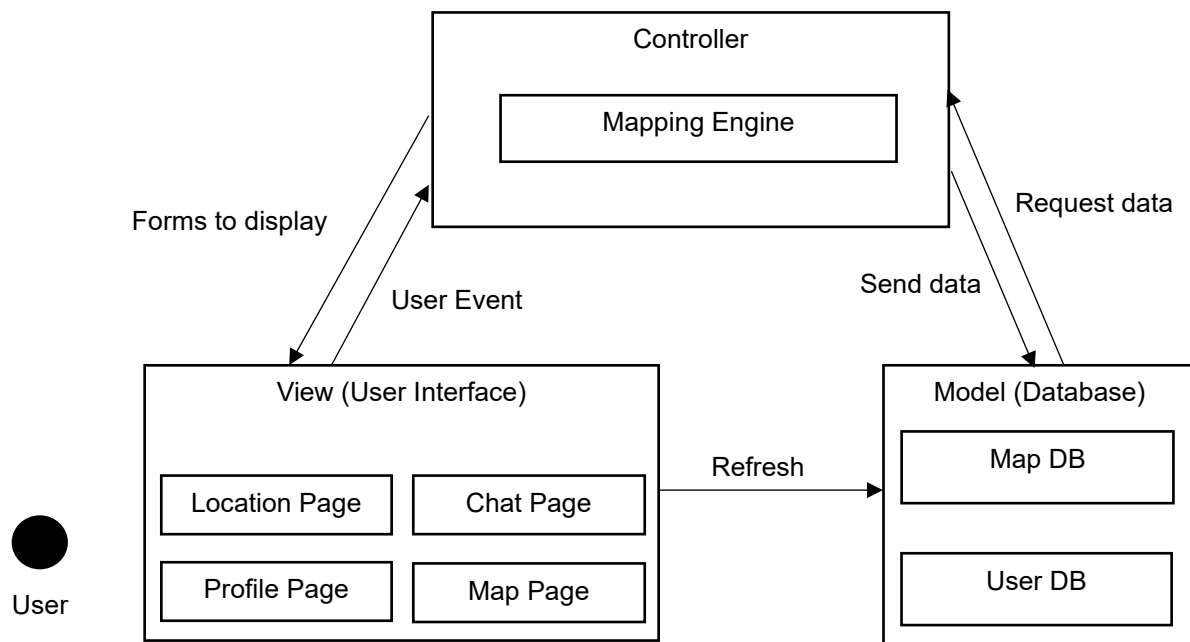 Controller
Mapping Engine
Forms to display
User Event
Request data
Send data
View (User Interface)
Location Page
Chat Page
Profile Page
Map Page
Refresh
Model (Database)
Map DB
User DB
User